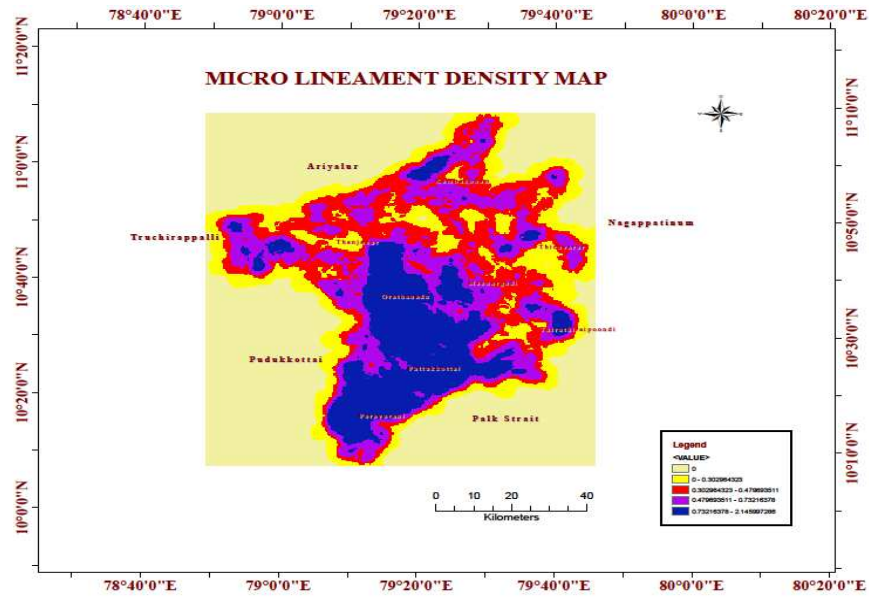 78°40'0"E 79°0'0"E 79°20'0"E 79°40'0"E 80°0'0"E 80°20'0"E
MICRO LINEAMENT DENSITY MAP
11°20'0"N
11°0'0"N
10°40'0"N
10°20'0"N
10°0'0"N
11°10'0"N
10°50'0"N
10°30'0"N
10°10'0"N
Ariyalur
Truchirappalli
Nagappatinum
Thanjavur
Orathanadu
Mannargudi
Pudukkottai
Pattukkottai
Peravurani
Palk Strait
Legend
<VALUE>
0
0 - 0.302964323
0.302964323 - 0.479693511
0.479693511 - 0.73216378
0.73216378 - 2.145997286
0 10 20 40
Kilometers
78°40'0"E 79°0'0"E 79°20'0"E 79°40'0"E 80°0'0"E 80°20'0"E